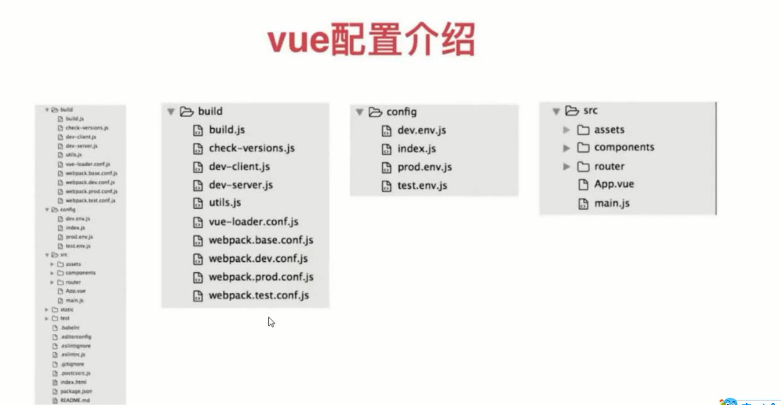 vue配置介绍
build
build.js
check-versions.js
dev-client.js
dev-server.js
utils.js
vue-loader.conf.js
webpack.base.conf.js
webpack.dev.conf.js
webpack.prod.conf.js
webpack.test.conf.js
config
dev.env.js
index.js
prod.env.js
test.env.js
src
assets
components
router
App.vue
main.js
static
test
.babelrc
.editorconfig
.eslintignore
.eslintrc.js
.gitignore
.postcssrc.js
index.html
package.json
README.md
build
build.js
check-versions.js
dev-client.js
dev-server.js
utils.js
vue-loader.conf.js
webpack.base.conf.js
webpack.dev.conf.js
webpack.prod.conf.js
webpack.test.conf.js
config
dev.env.js
index.js
prod.env.js
test.env.js
src
assets
components
router
App.vue
main.js